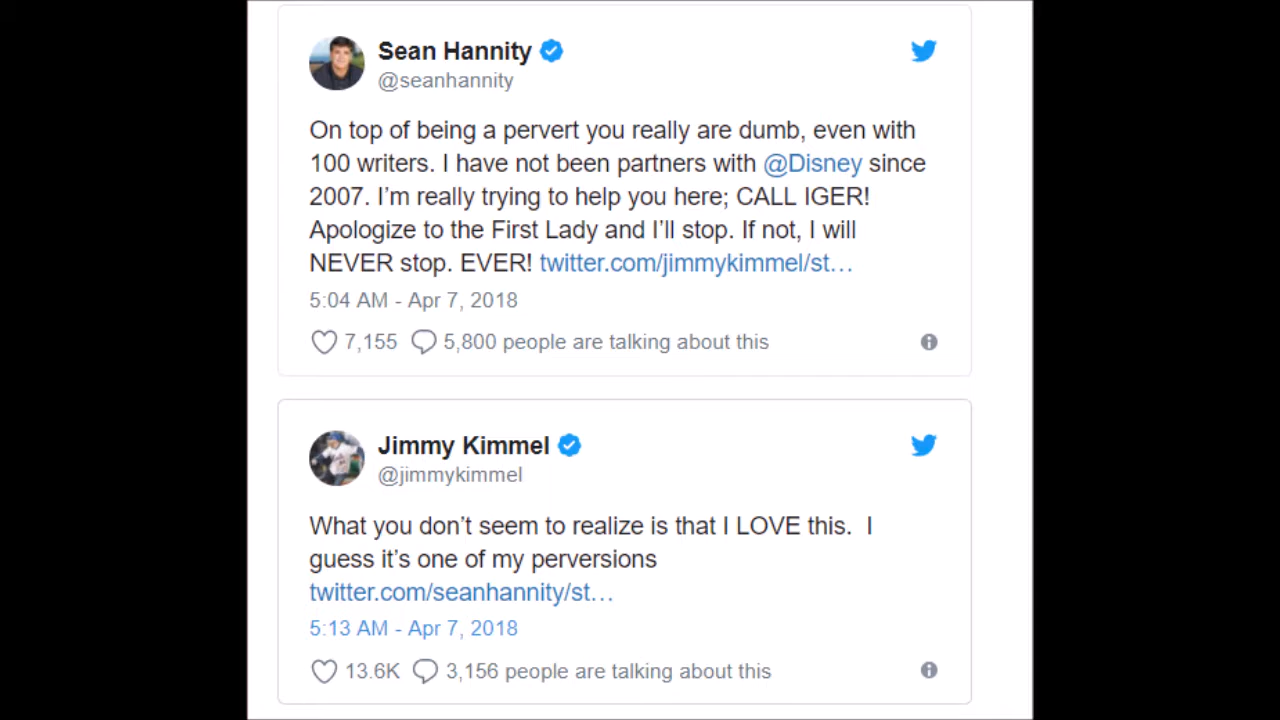 Sean Hannity
@seanhannity
On top of being a pervert you really are dumb, even with
100 writers. I have not been partners with @Disney since
2007. I’m really trying to help you here; CALL IGER!
Apologize to the First Lady and I’ll stop. If not, I will
NEVER stop. EVER! twitter.com/jimmykimmel/st…
5:04 AM - Apr 7, 2018
7,155 5,800 people are talking about this
Jimmy Kimmel
@jimmykimmel
What you don’t seem to realize is that I LOVE this.  I
guess it’s one of my perversions
twitter.com/seanhannity/st…
5:13 AM - Apr 7, 2018
13.6K 3,156 people are talking about this